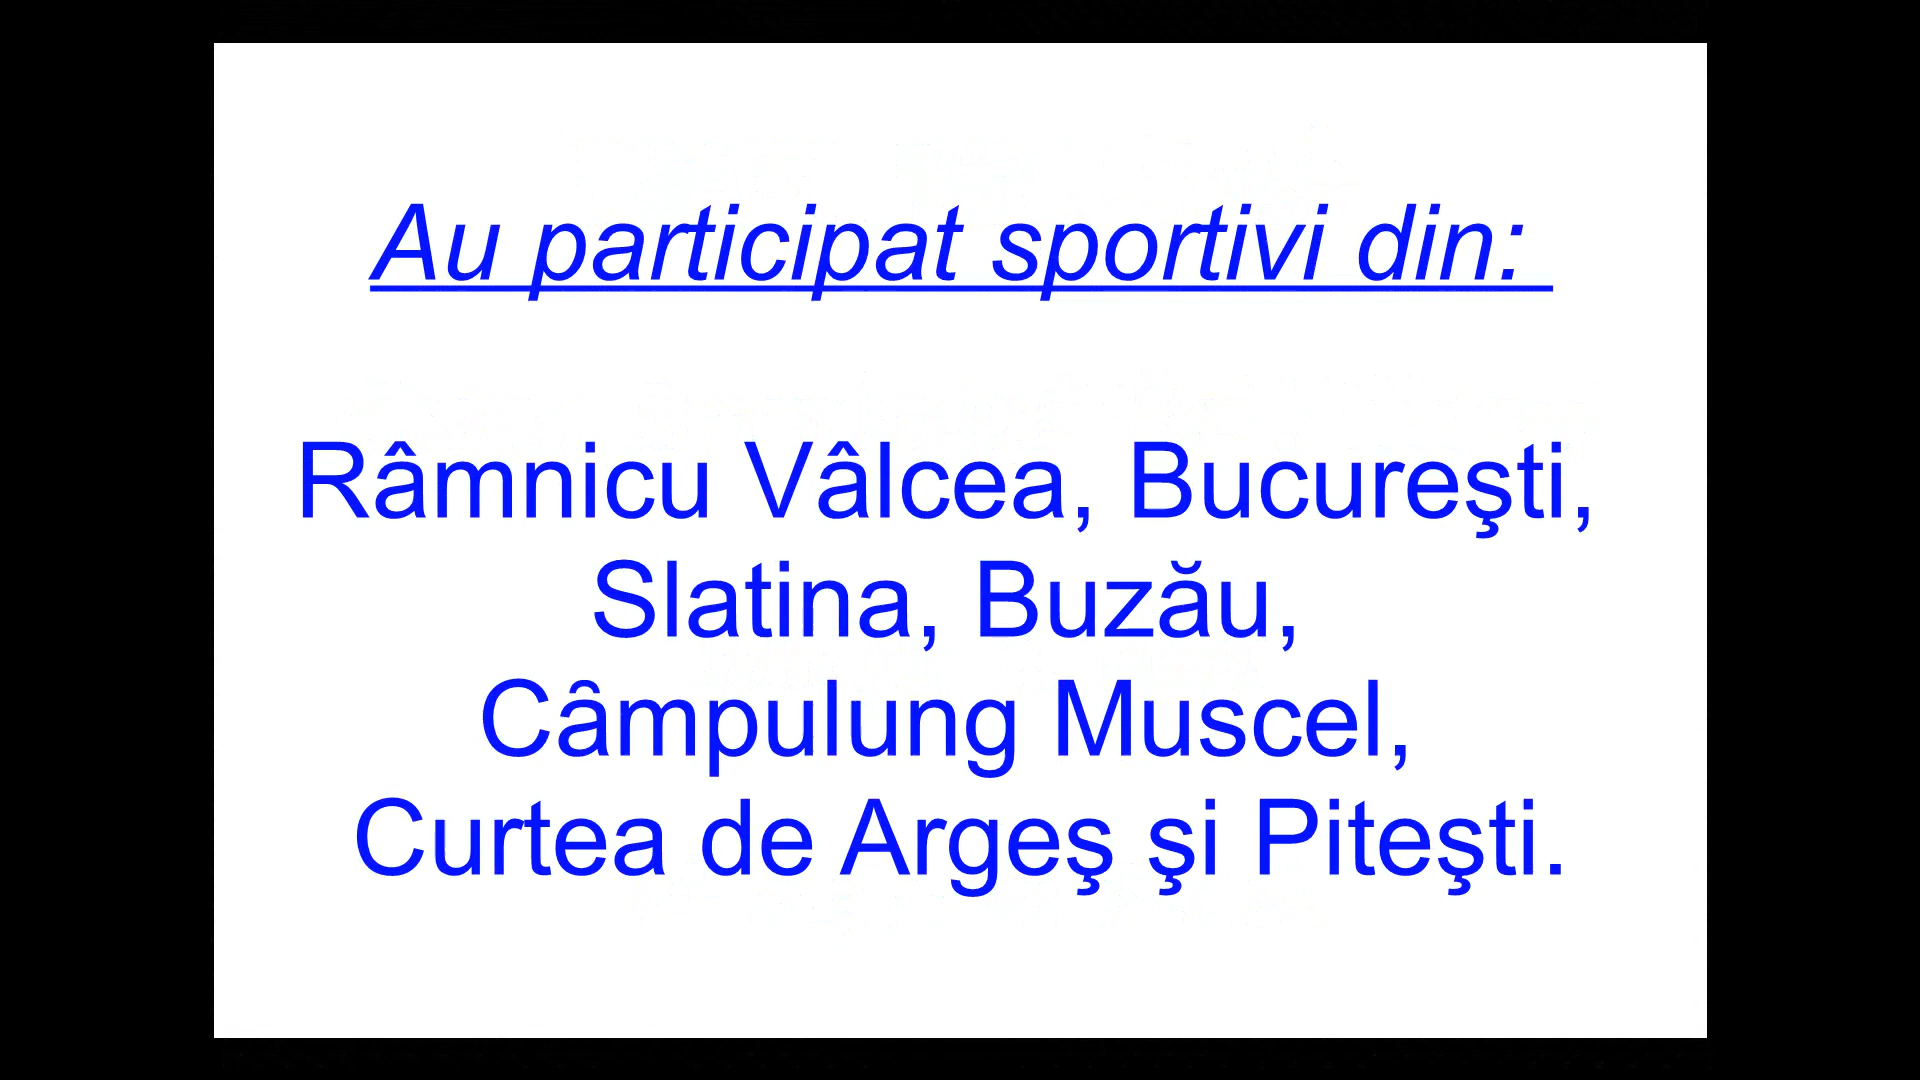 Au participat sportivi din:
Râmnicu Vâlcea, Bucureşti,
Slatina, Buzău,
Câmpulung Muscel,
Curtea de Argeş şi Piteşti.